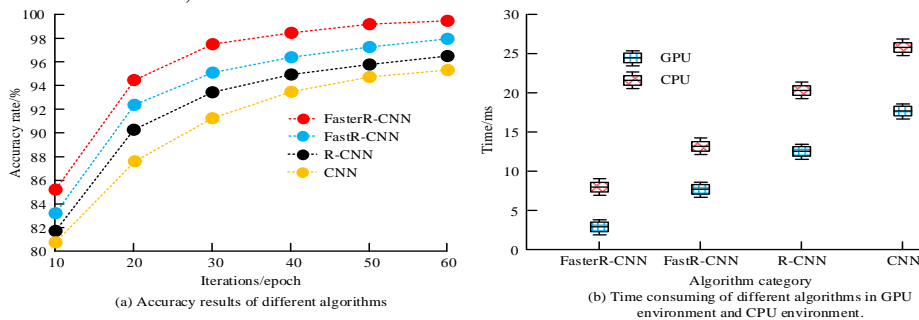 100
98
96
94
92
90
88
86
84
82
80
Accuracy rate/%
FasterR-CNN
FastR-CNN
R-CNN
CNN
10 20 30 40 50 60
Iterations/epoch
(a) Accuracy results of different algorithms
30
25
20
15
10
5
0
Time/ms
GPU
CPU
FasterR-CNN FastR-CNN R-CNN CNN
Algorithm category
(b) Time consuming of different algorithms in GPU
environment and CPU environment.